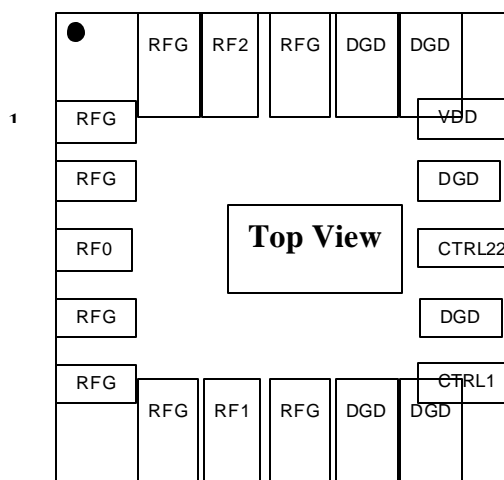 RFG RF2 RFG DGD DGD
1 RFG VDD
RFG DGD
Top View
RF0 CTRL22
RFG DGD
RFG CTRL1
RFG RF1 RFG DGD DGD